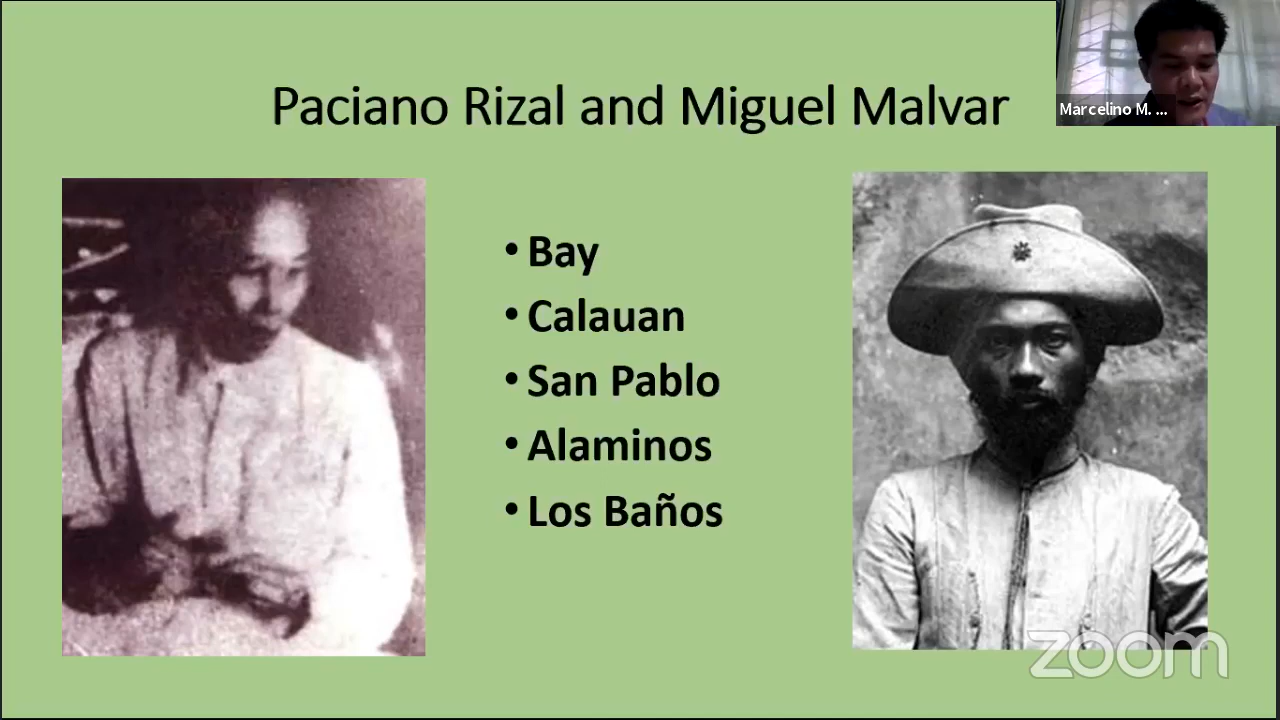 Paciano Rizal and Miguel Malvar
Marcelino M. ...
• Bay
• Calauan
• San Pablo
• Alaminos
• Los Baños
zoom